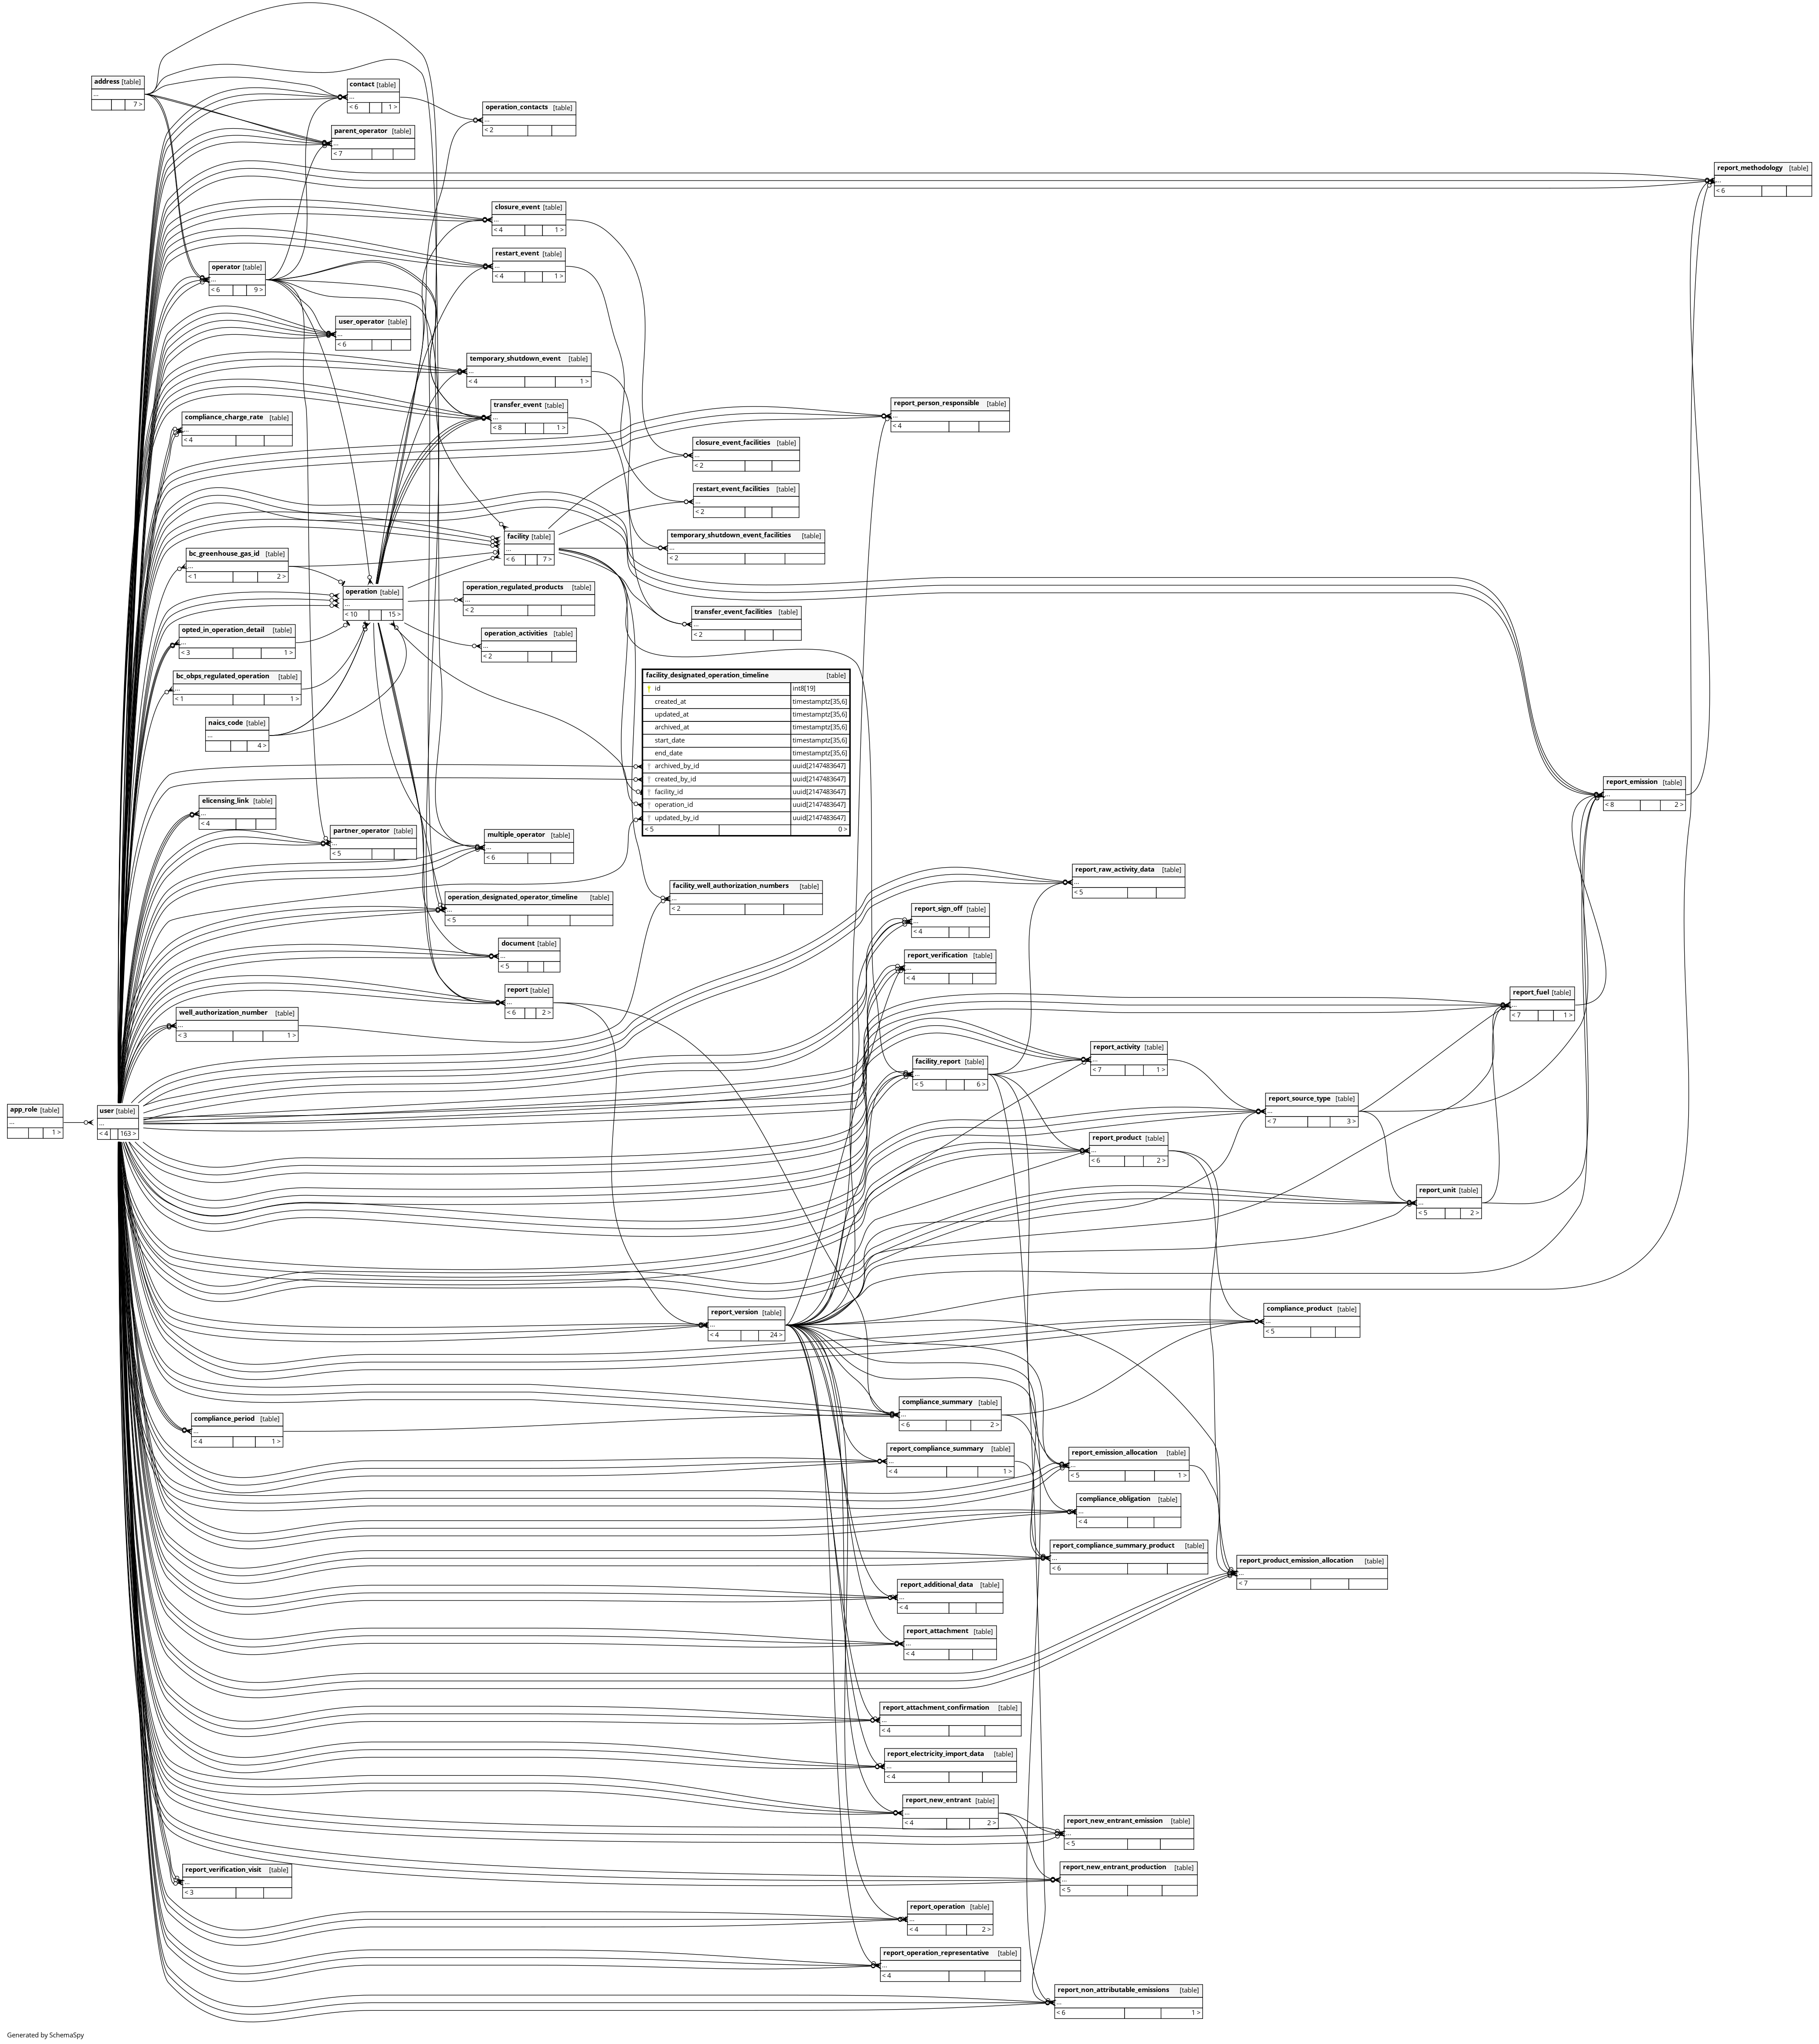 address [table]
...
7 >
contact [table]
...
< 6 1 >
operation_contacts [table]
...
< 2
parent_operator [table]
...
< 7
report_methodology [table]
...
< 6
closure_event [table]
...
< 4 1 >
restart_event [table]
...
< 4 1 >
operator [table]
...
< 6 9 >
user_operator [table]
...
< 6
temporary_shutdown_event [table]
...
< 4 1 >
transfer_event [table]
...
< 8 1 >
report_person_responsible [table]
...
< 4
compliance_charge_rate [table]
...
< 4
closure_event_facilities [table]
...
< 2
restart_event_facilities [table]
...
< 2
facility [table]
...
< 6 7 >
temporary_shutdown_event_facilities [table]
...
< 2
bc_greenhouse_gas_id [table]
...
< 1 2 >
operation [table]
...
< 10 15 >
operation_regulated_products [table]
...
< 2
transfer_event_facilities [table]
...
< 2
opted_in_operation_detail [table]
...
< 3 1 >
operation_activities [table]
...
< 2
bc_obps_regulated_operation [table]
...
< 1 1 >
facility_designated_operation_timeline [table]
id int8[19]
created_at timestamptz[35,6]
updated_at timestamptz[35,6]
archived_at timestamptz[35,6]
start_date timestamptz[35,6]
end_date timestamptz[35,6]
archived_by_id uuid[2147483647]
created_by_id uuid[2147483647]
facility_id uuid[2147483647]
operation_id uuid[2147483647]
updated_by_id uuid[2147483647]
< 5 0 >
naics_code [table]
...
4 >
report_emission [table]
...
< 8 2 >
elicensing_link [table]
...
< 4
partner_operator [table]
...
< 5
multiple_operator [table]
...
< 6
report_raw_activity_data [table]
...
< 5
facility_well_authorization_numbers [table]
...
< 2
operation_designated_operator_timeline [table]
...
< 5
report_sign_off [table]
...
< 4
document [table]
...
< 5
report_verification [table]
...
< 4
report [table]
...
< 6 2 >
report_fuel [table]
...
< 7 1 >
well_authorization_number [table]
...
< 3 1 >
report_activity [table]
...
< 7 1 >
facility_report [table]
...
< 5 6 >
report_source_type [table]
...
< 7 3 >
app_role [table]
...
1 >
user [table]
...
< 4 163 >
report_product [table]
...
< 6 2 >
report_unit [table]
...
< 5 2 >
report_version [table]
...
< 4 24 >
compliance_product [table]
...
< 5
compliance_summary [table]
...
< 6 2 >
compliance_period [table]
...
< 4 1 >
report_compliance_summary [table]
...
< 4 1 >
report_emission_allocation [table]
...
< 5 1 >
compliance_obligation [table]
...
< 4
report_compliance_summary_product [table]
...
< 6
report_product_emission_allocation [table]
...
< 7
report_additional_data [table]
...
< 4
report_attachment [table]
...
< 4
report_attachment_confirmation [table]
...
< 4
report_electricity_import_data [table]
...
< 4
report_new_entrant [table]
...
< 4 2 >
report_new_entrant_emission [table]
...
< 5
report_verification_visit [table]
...
< 3
report_new_entrant_production [table]
...
< 5
report_operation [table]
...
< 4 2 >
report_operation_representative [table]
...
< 4
report_non_attributable_emissions [table]
...
< 6 1 >
Generated by SchemaSpy